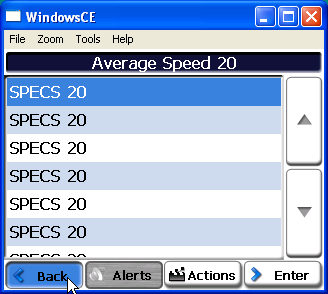 WindowsCE
File Zoom Tools Help
Average Speed 20
SPECS 20
SPECS 20
SPECS 20
SPECS 20
SPECS 20
SPECS 20
SPECS 20
Back Alerts Actions Enter